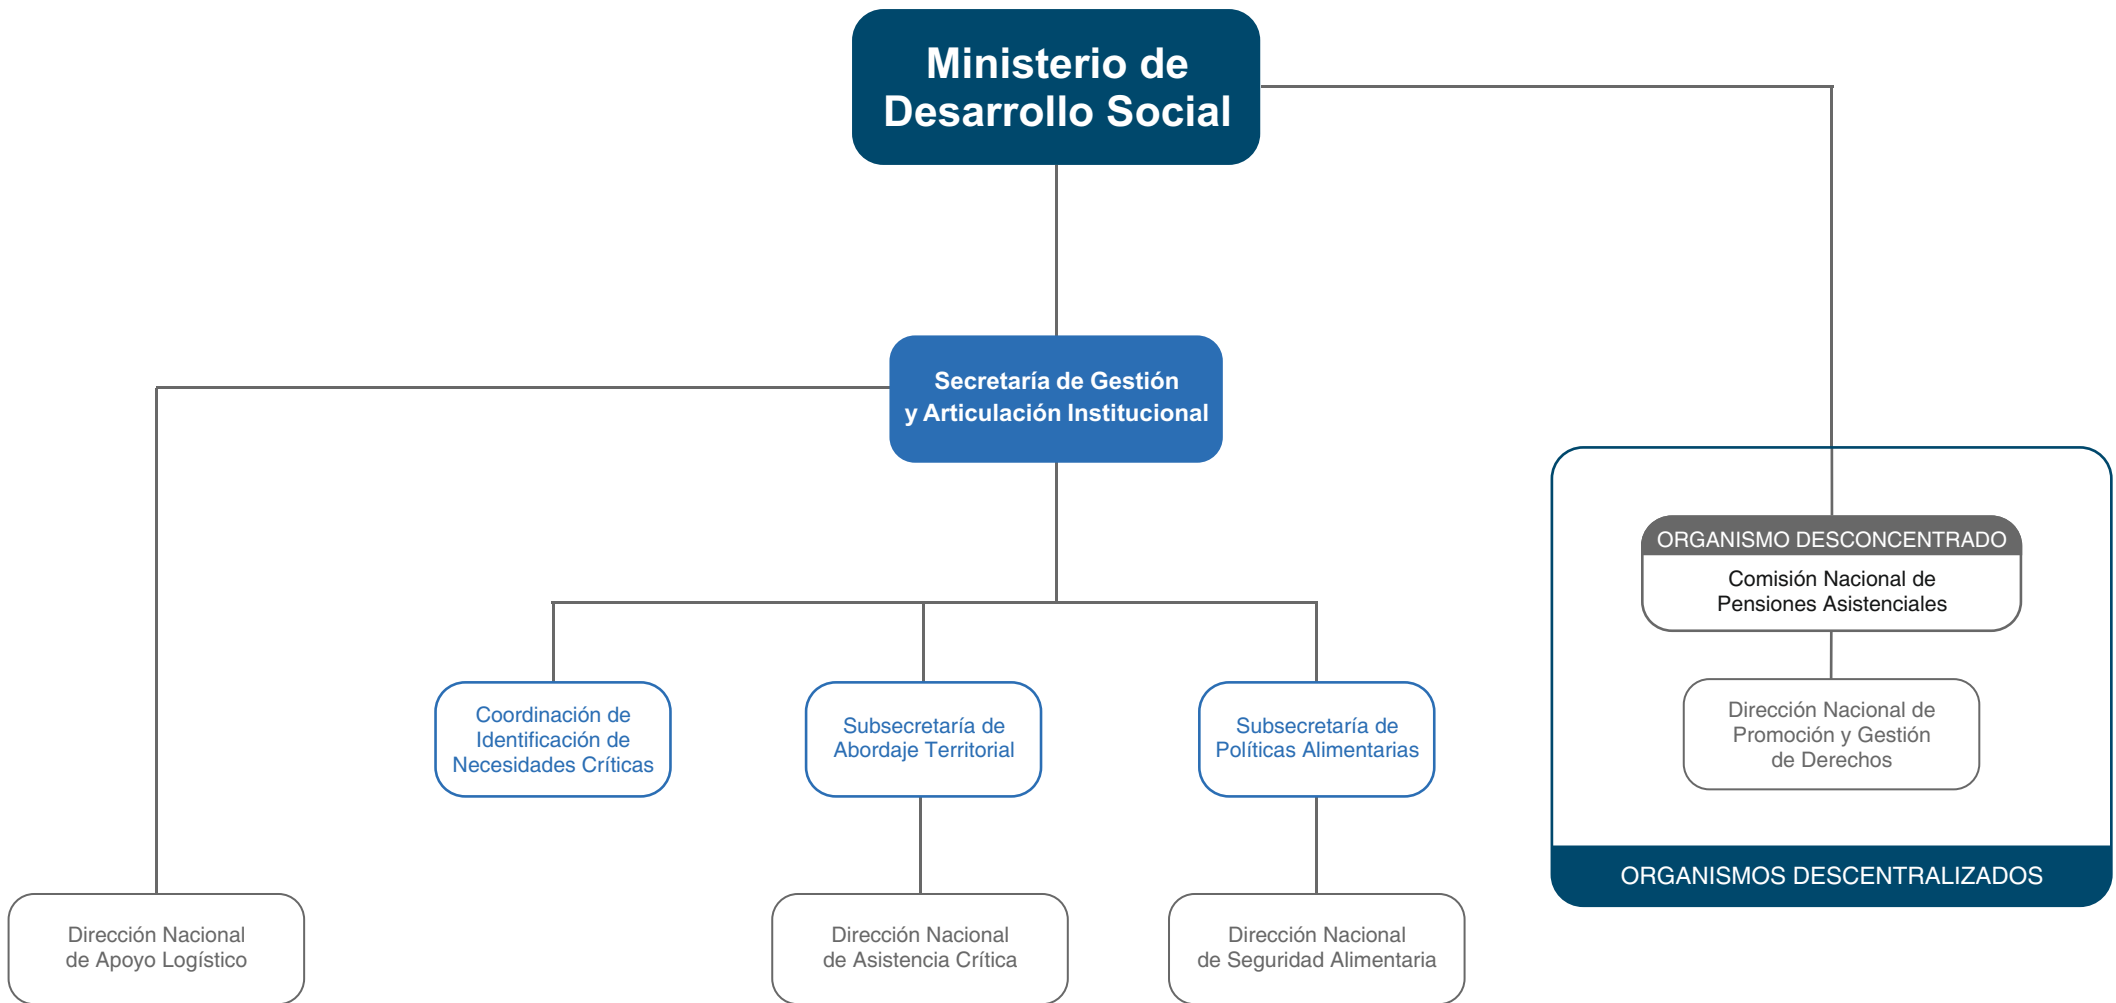 Ministerio de
Desarrollo Social
Secretaría de Gestión
y Articulación Institucional
ORGANISMO DESCONCENTRADO
Comisión Nacional de
Pensiones Asistenciales
Coordinación de
Identificación de
Necesidades Críticas
Subsecretaría de
Abordaje Territorial
Subsecretaría de
Políticas Alimentarias
Dirección Nacional de
Promoción y Gestión
de Derechos
ORGANISMOS DESCENTRALIZADOS
Dirección Nacional
de Apoyo Logístico
Dirección Nacional
de Asistencia Crítica
Dirección Nacional
de Seguridad Alimentaria